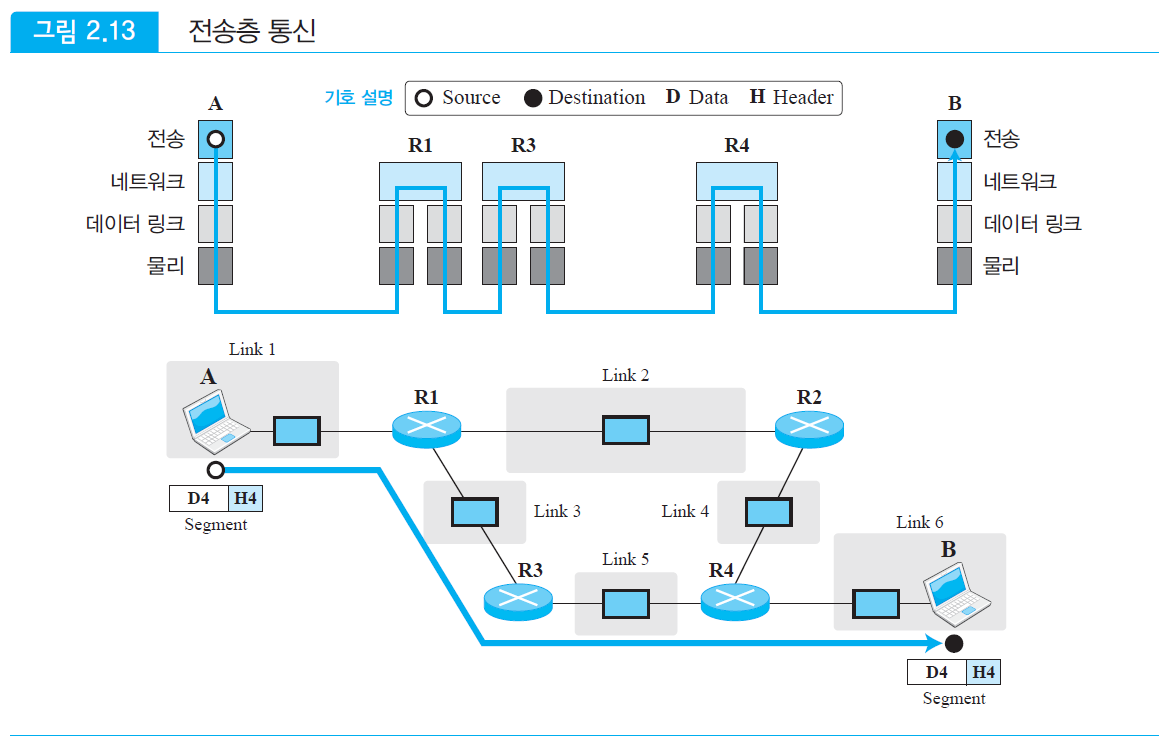 그림 2.13 전송층 통신
기호 설명 Source Destination D Data H Header
A B
전송 R1 R3 R4 전송
네트워크 네트워크
데이터 링크 데이터 링크
물리 물리
Link 1
A
Link 2
R1 R2
D4 H4
Segment
Link 3 Link 4
Link 6
B
Link 5
R3 R4
D4 H4
Segment